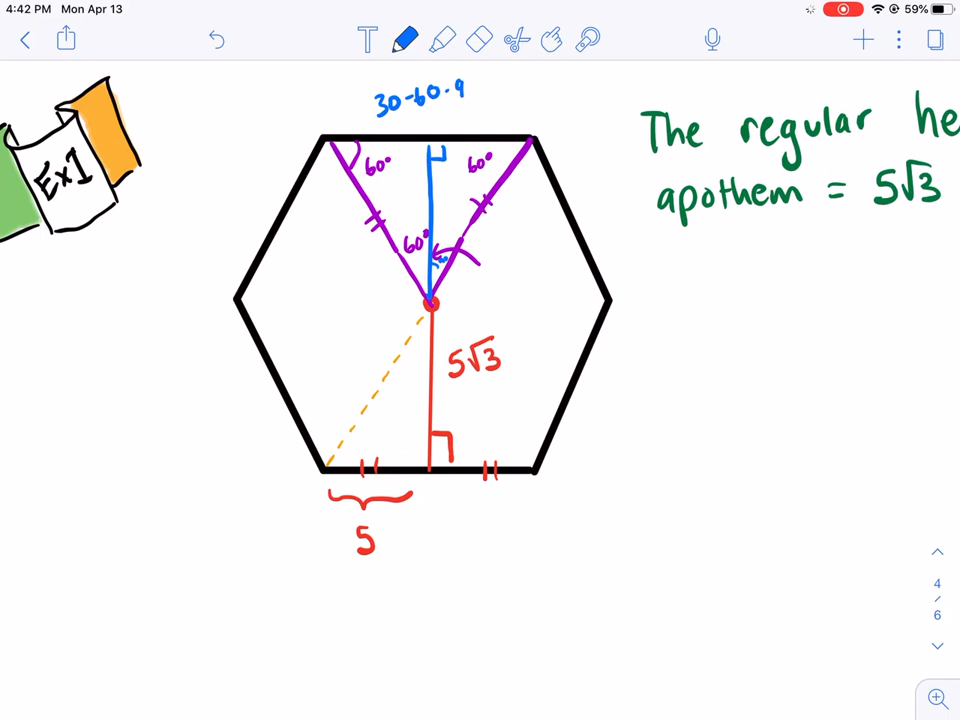 4:42 PM Mon Apr 13
59%
T
30-60-9
Ex1
The regular he
apothem = 5√3
60° 60°
60°
5√3
5
4
/
6